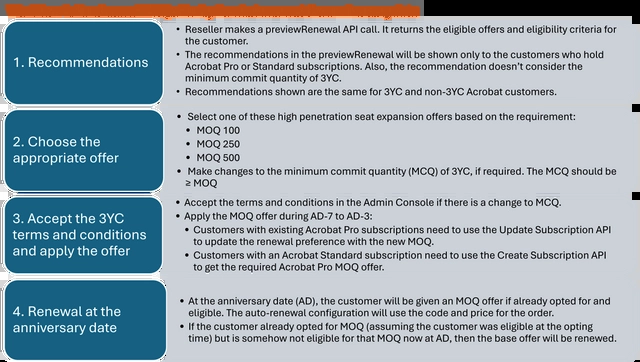 1. Recommendations
• Reseller makes a previewRenewal API call. It returns the eligible offers and eligibility criteria for
the customer.
• The recommendations in the previewRenewal will be shown only to the customers who hold
Acrobat Pro or Standard subscriptions. Also, the recommendation doesn't consider the
minimum commit quantity of 3YC.
• Recommendations shown are the same for 3YC and non-3YC Acrobat customers.
2. Choose the
appropriate offer
• Select one of these high penetration seat expansion offers based on the requirement:
• MOQ 100
• MOQ 250
• MOQ 500
• Make changes to the minimum commit quantity (MCQ) of 3YC, if required. The MCQ should be
≥ MOQ
3. Accept the 3YC
terms and conditions
and apply the offer
• Accept the terms and conditions in the Admin Console if there is a change to MCQ.
• Apply the MOQ offer during AD-7 to AD-3:
• Customers with existing Acrobat Pro subscriptions need to use the Update Subscription API
to update the renewal preference with the new MOQ.
• Customers with an Acrobat Standard subscription need to use the Create Subscription API
to get the required Acrobat Pro MOQ offer.
4. Renewal at the
anniversary date
• At the anniversary date (AD), the customer will be given an MOQ offer if already opted for and
eligible. The auto-renewal configuration will use the code and price for the order.
• If the customer already opted for MOQ (assuming the customer was eligible at the opting
time) but is somehow not eligible for that MOQ now at AD, then the base offer will be renewed.